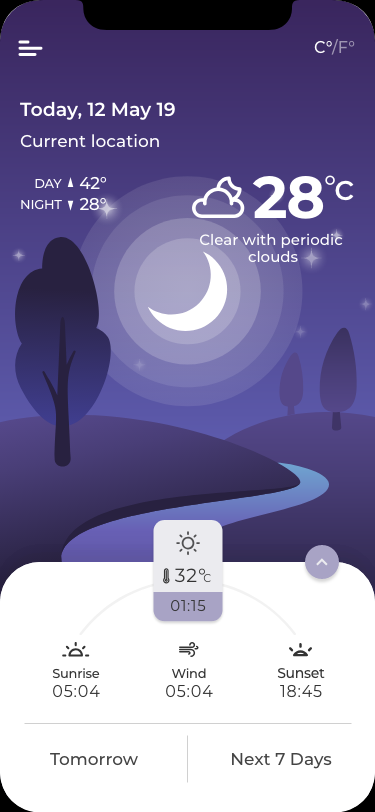 C°/F°
Today, 12 May 19
Current location
DAY 42°
NIGHT 28°
28°C
Clear with periodic
clouds
32°C
01:15
Sunrise
05:04
Wind
05:04
Sunset
18:45
Tomorrow
Next 7 Days